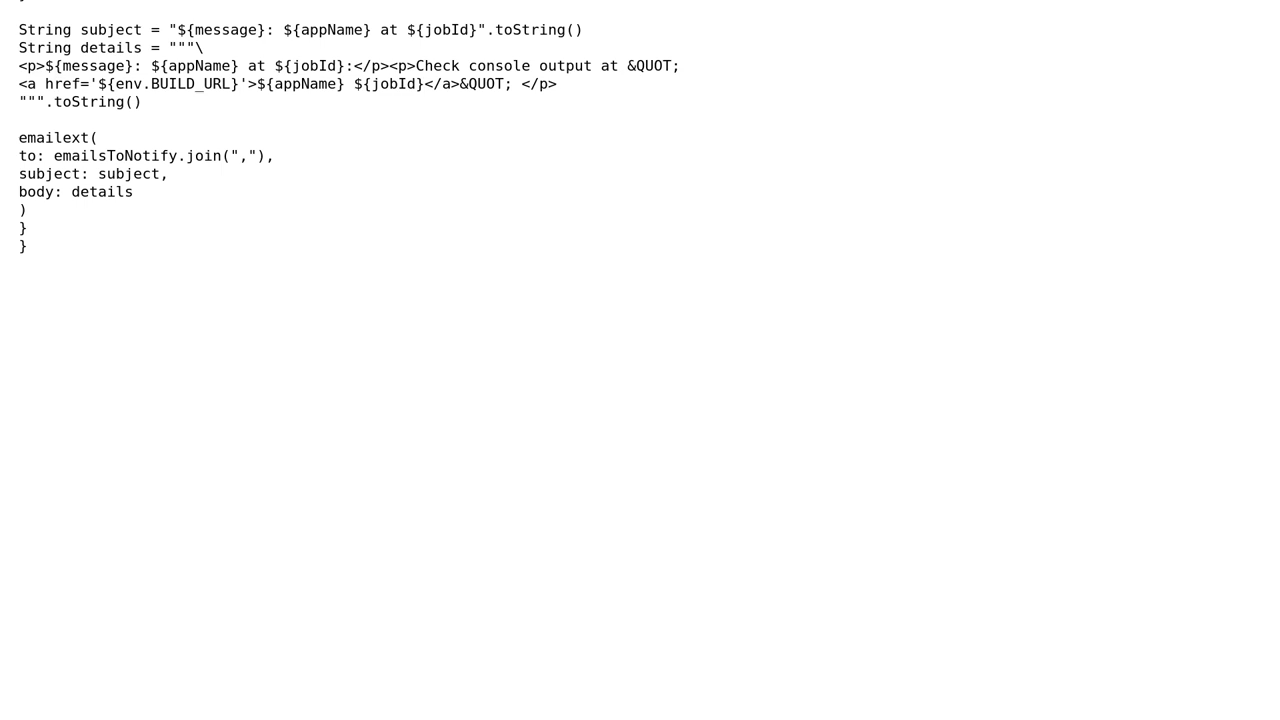 String subject = "${message}: ${appName} at ${jobId}".toString()
String details = """\
<p>${message}: ${appName} at ${jobId}:</p><p>Check console output at &QUOT;
<a href='${env.BUILD_URL}'>${appName} ${jobId}</a>&QUOT; </p>
""".toString()

emailext(
to: emailsToNotify.join(","),
subject: subject,
body: details
)
}
}